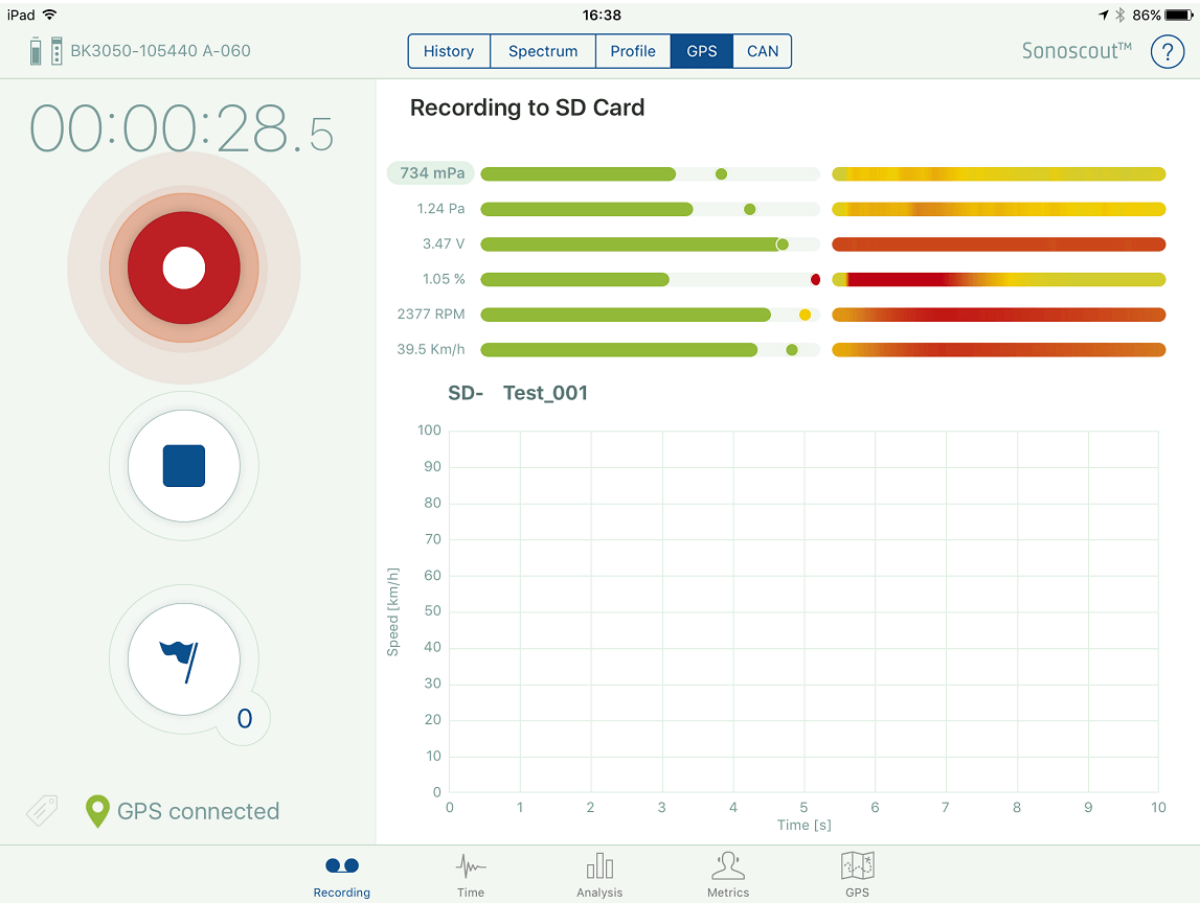 iPad 16:38 86%
BK3050-105440 A-060 History Spectrum Profile GPS CAN Sonoscout™ ?
00:00:28.5
Recording to SD Card
734 mPa
1.24 Pa
3.47 V
1.05 %
2377 RPM
39.5 Km/h
SD- Test_001
100
90
80
70
60
50
40
30
20
10
0
Speed [km/h]
0 1 2 3 4 5 6 7 8 9 10
Time [s]
0
GPS connected
Recording Time Analysis Metrics GPS